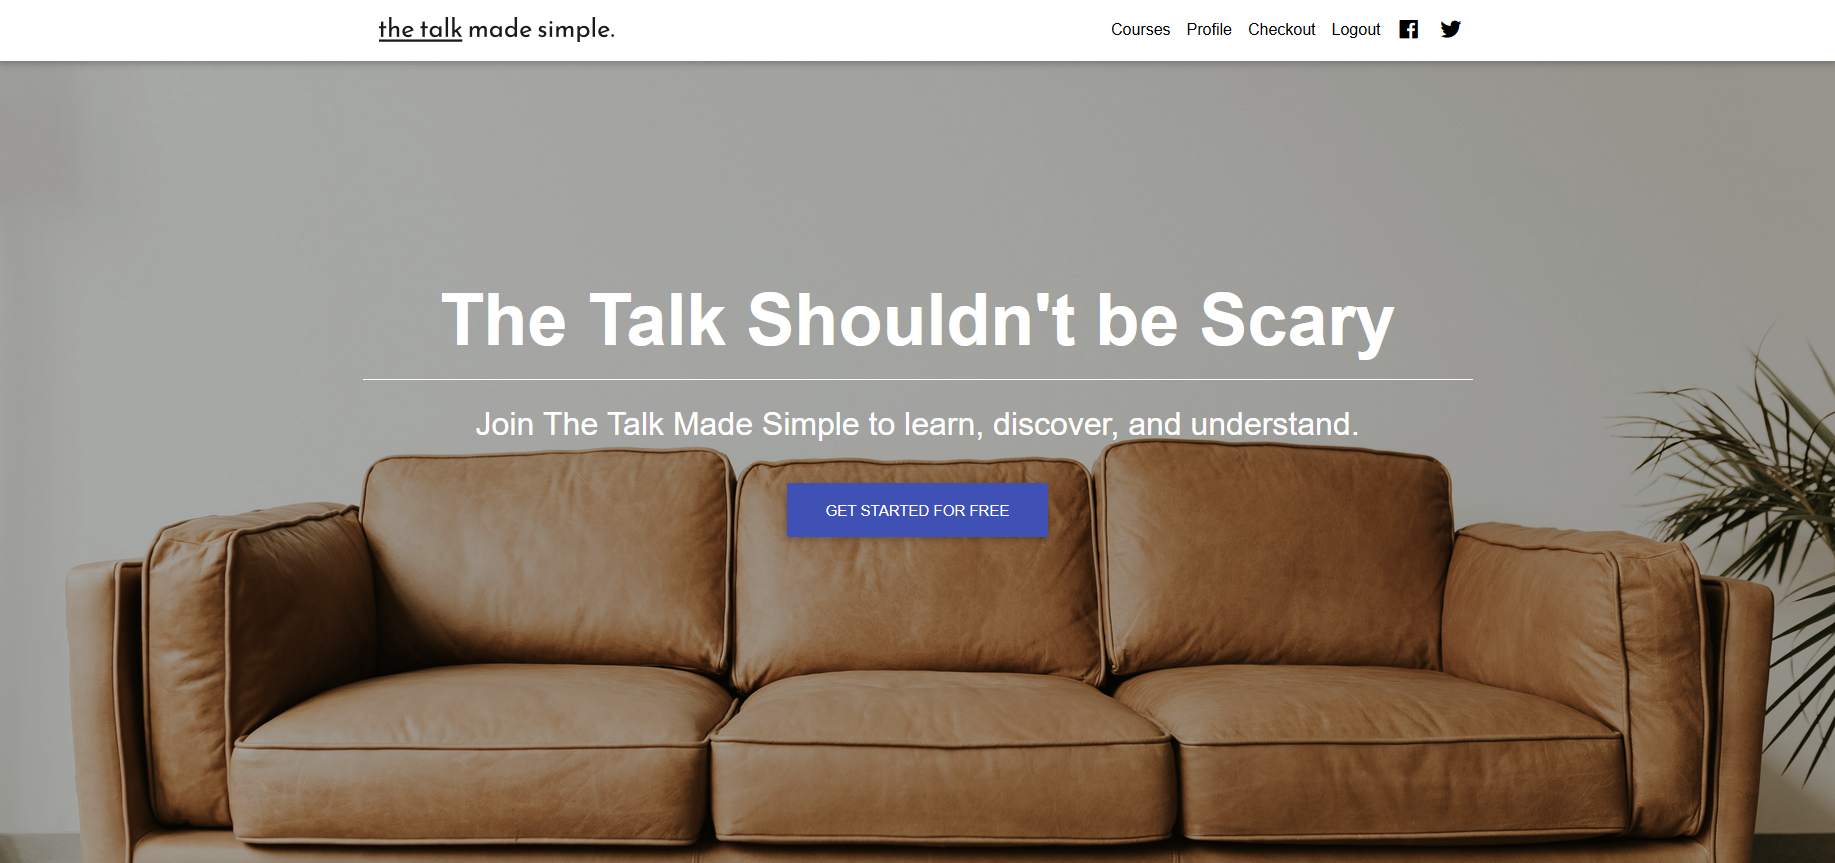 the talk made simple.
Courses Profile Checkout Logout
The Talk Shouldn't be Scary
Join The Talk Made Simple to learn, discover, and understand.
GET STARTED FOR FREE